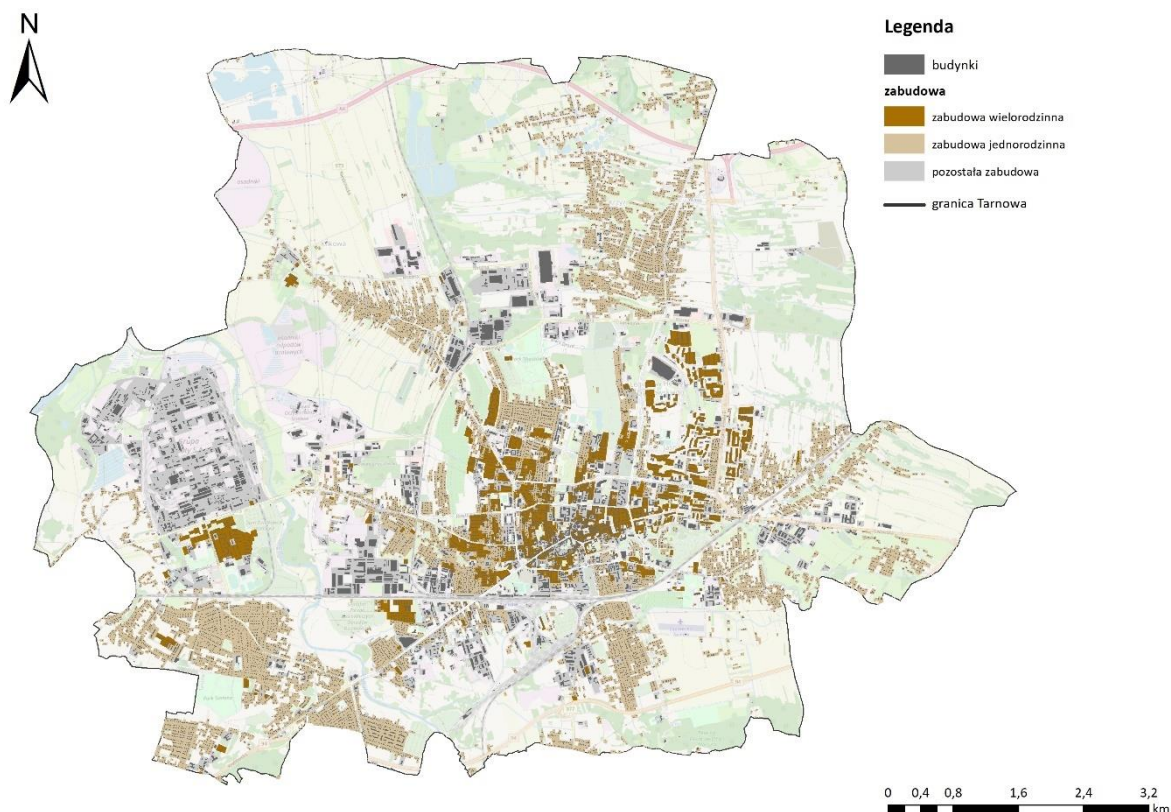 N
Legenda
budynki
zabudowa
zabudowa wielorodzinna
zabudowa jednorodzinna
pozostała zabudowa
granica Tarnowa
0 0,4 0,8 1,6 2,4 3,2
km